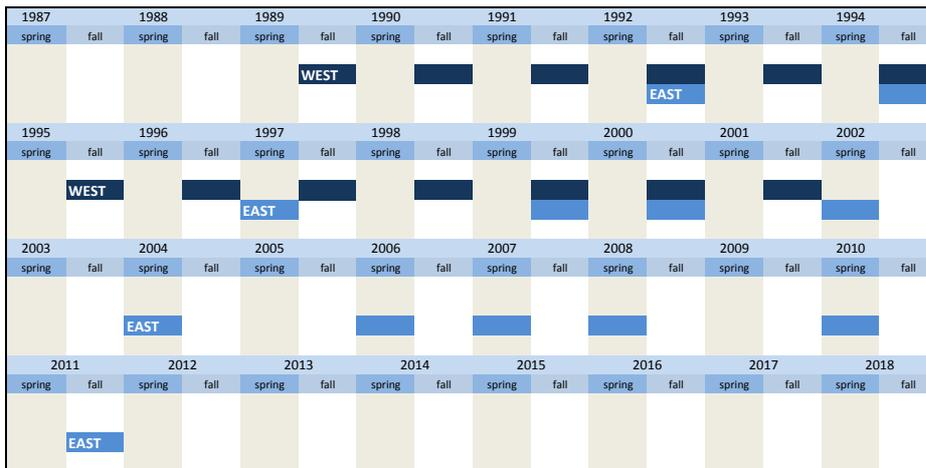 1987 1988 1989 1990 1991 1992 1993 1994
spring fall spring fall spring fall spring fall spring fall spring fall spring fall spring fall
WEST
EAST
1995 1996 1997 1998 1999 2000 2001 2002
spring fall spring fall spring fall spring fall spring fall spring fall spring fall spring fall
WEST
EAST
2003 2004 2005 2006 2007 2008 2009 2010
spring fall spring fall spring fall spring fall spring fall spring fall spring fall spring fall
EAST
2011 2012 2013 2014 2015 2016 2017 2018
spring fall spring fall spring fall spring fall spring fall spring fall spring fall spring fall
EAST